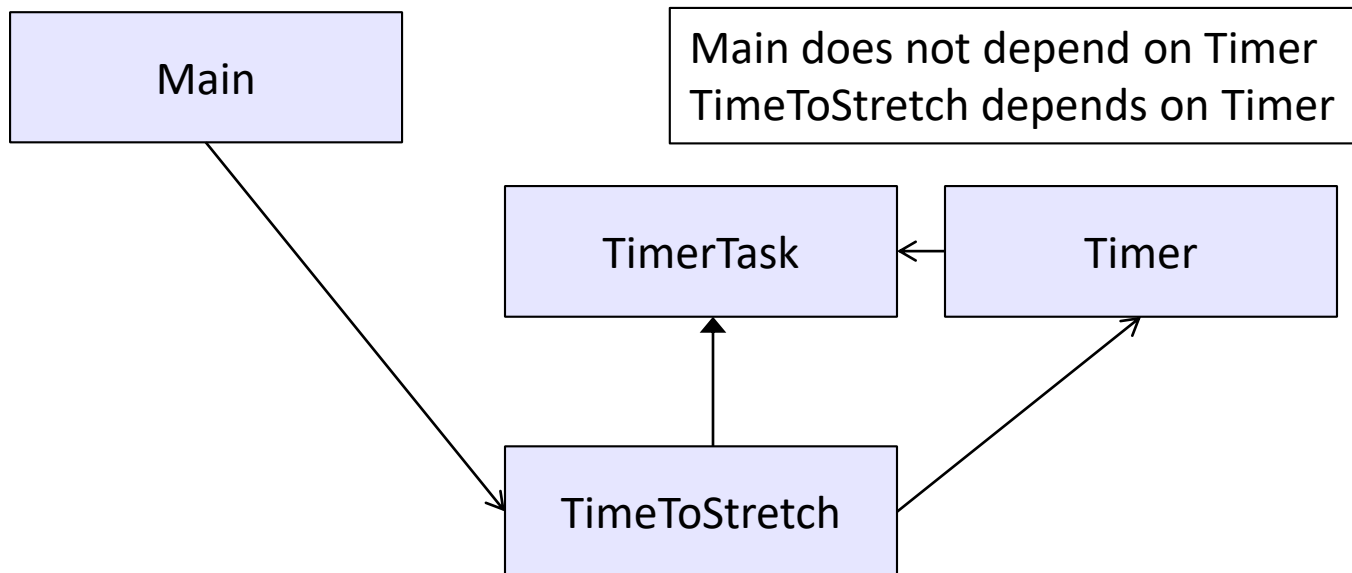 Main
Main does not depend on Timer
TimeToStretch depends on Timer
TimerTask
Timer
TimeToStretch